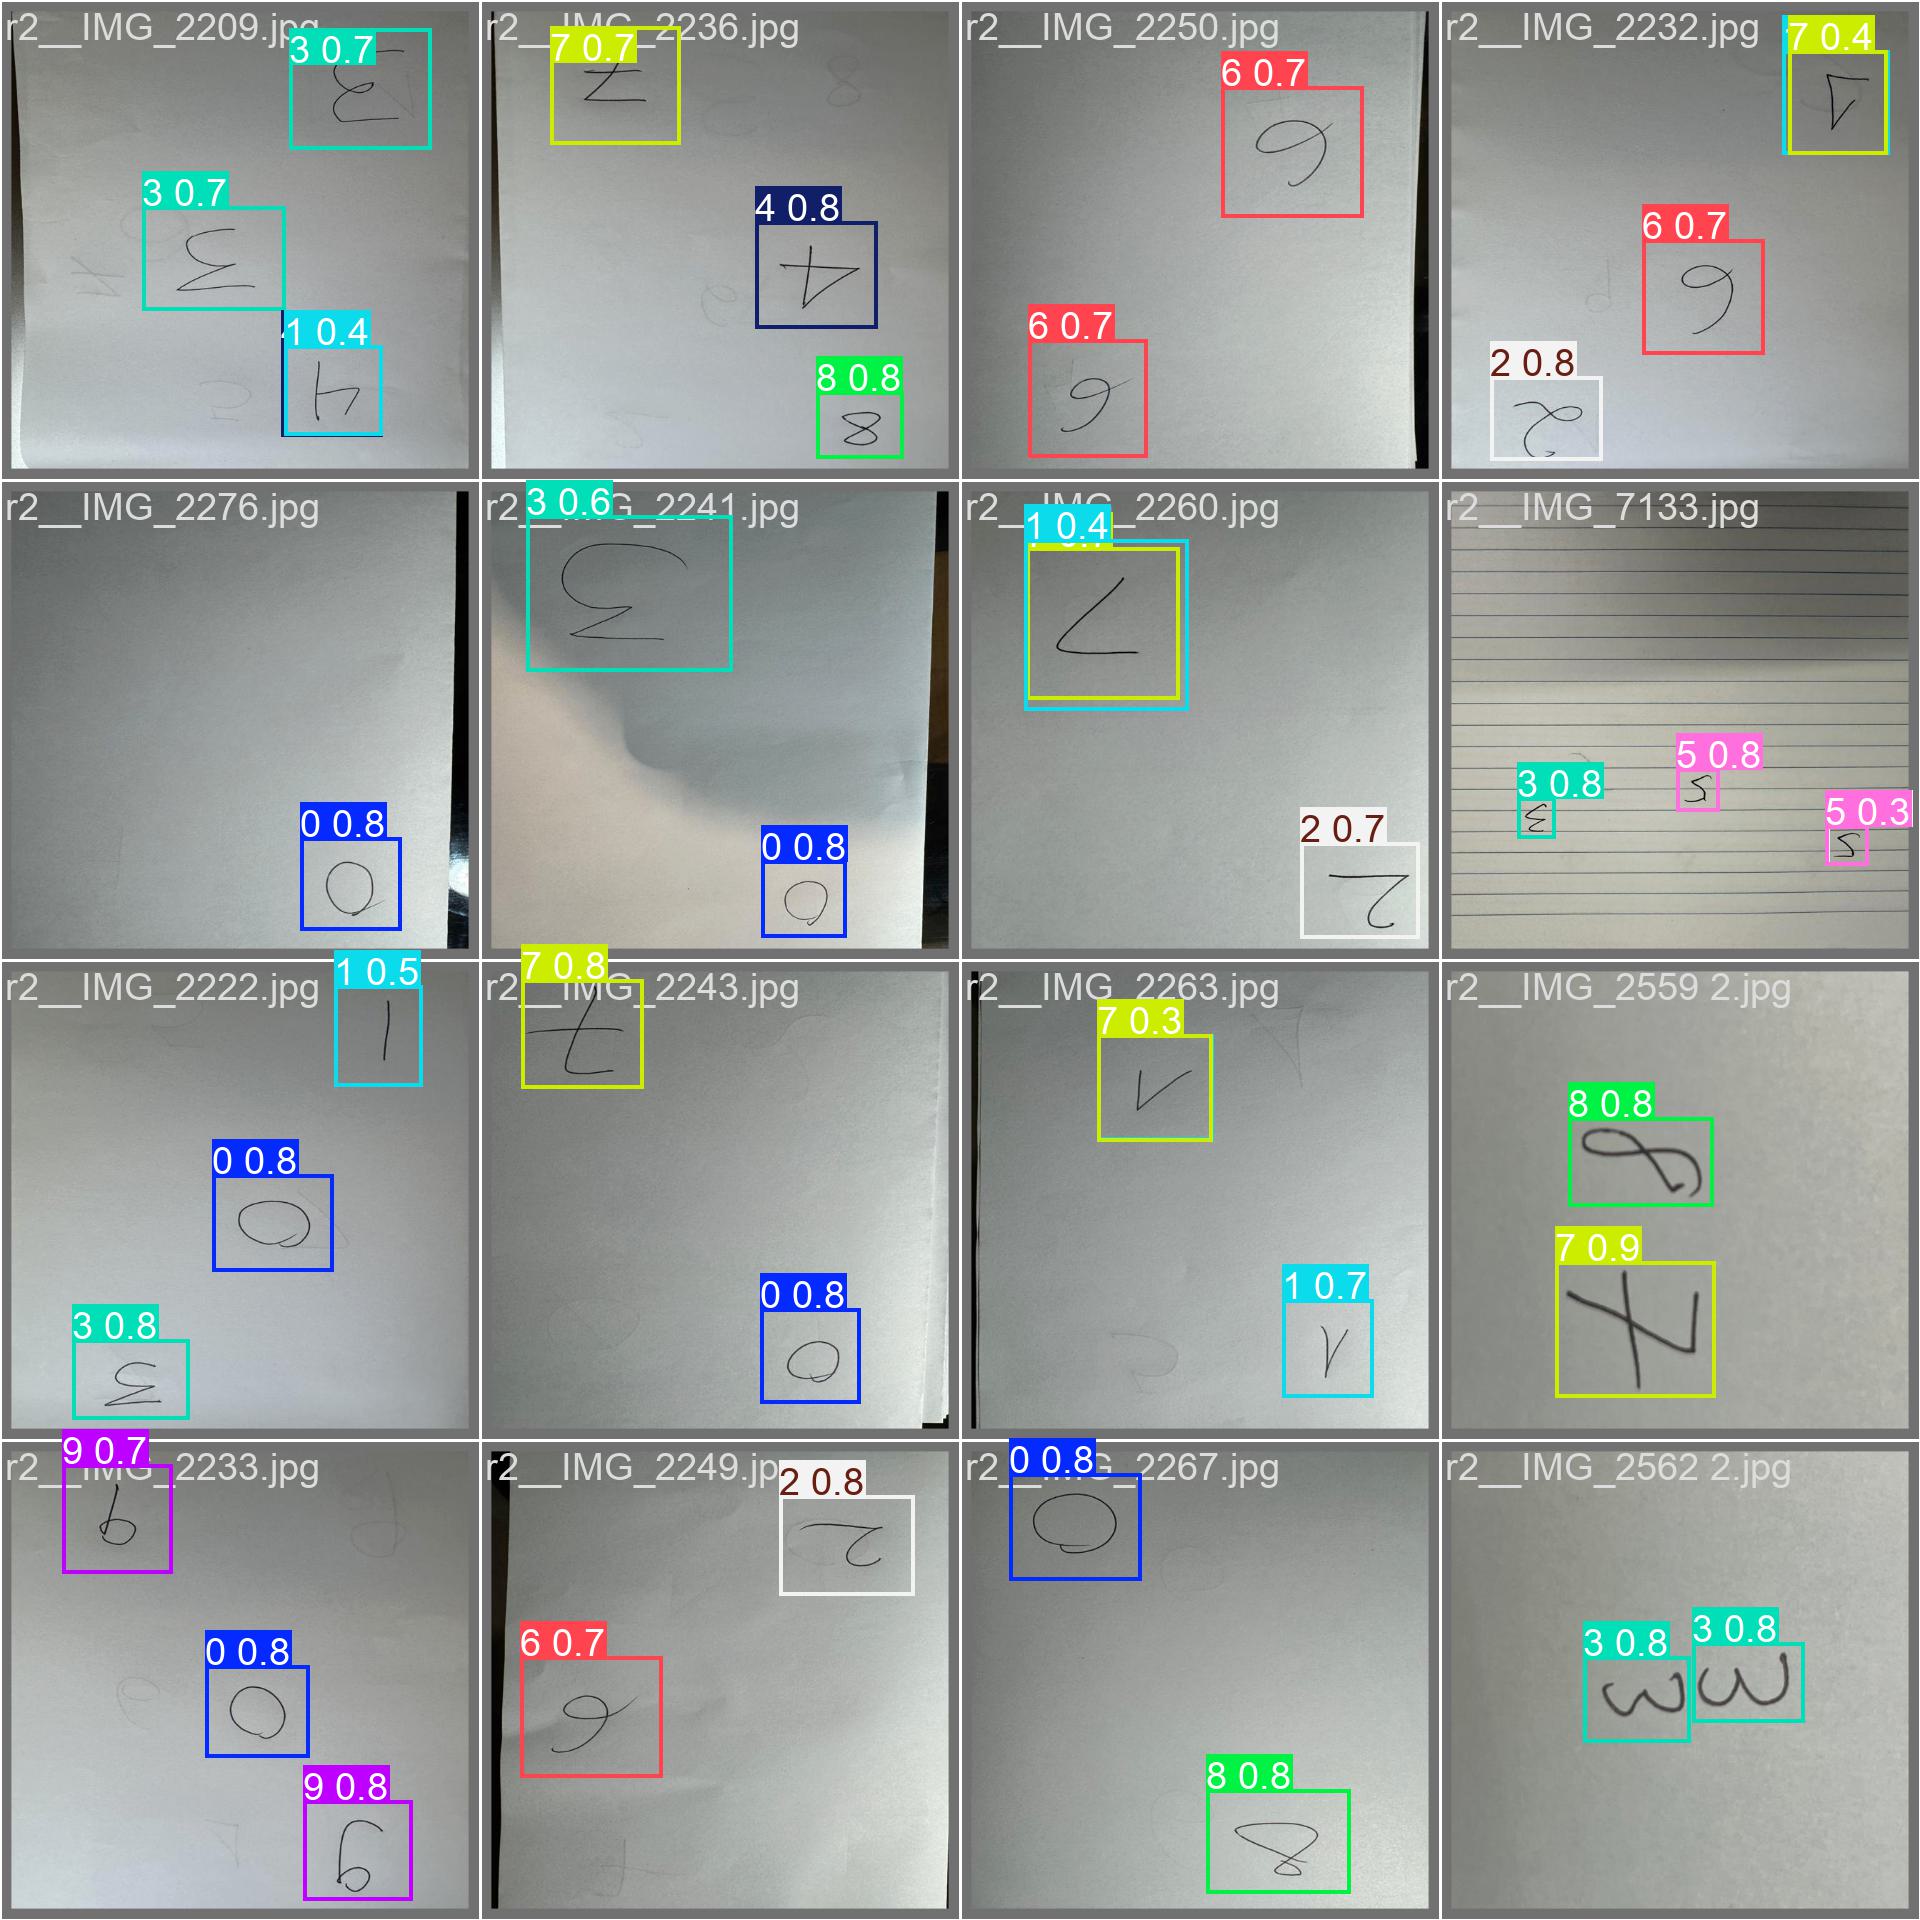 r2__IMG_2209.jpg
3 0.7
3 0.7
1 0.4
r2__IMG_2236.jpg
7 0.7
4 0.8
8 0.8
r2__IMG_2250.jpg
6 0.7
6 0.7
r2__IMG_2232.jpg
7 0.4
6 0.7
2 0.8
r2__IMG_2276.jpg
0 0.8
r2__IMG_2241.jpg
3 0.6
0 0.8
r2__IMG_2260.jpg
1 0.4
2 0.7
r2__IMG_7133.jpg
5 0.8
3 0.8
5 0.3
r2__IMG_2222.jpg
1 0.5
0 0.8
3 0.8
r2__IMG_2243.jpg
7 0.8
0 0.8
r2__IMG_2263.jpg
7 0.3
1 0.7
r2__IMG_2559 2.jpg
8 0.8
7 0.9
r2__IMG_2233.jpg
9 0.7
0 0.8
9 0.8
r2__IMG_2249.jpg
2 0.8
6 0.7
r2__IMG_2267.jpg
0 0.8
8 0.8
r2__IMG_2562 2.jpg
3 0.8
3 0.8